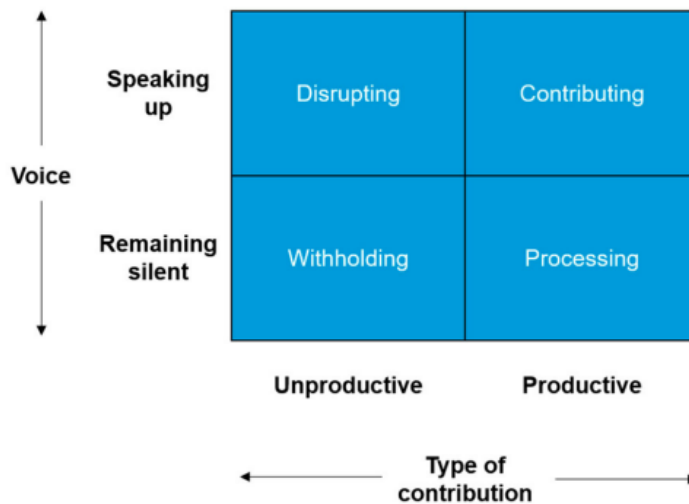 Speaking
up
Disrupting
Contributing
Voice
Remaining
silent
Withholding
Processing
Unproductive
Productive
Type of
contribution